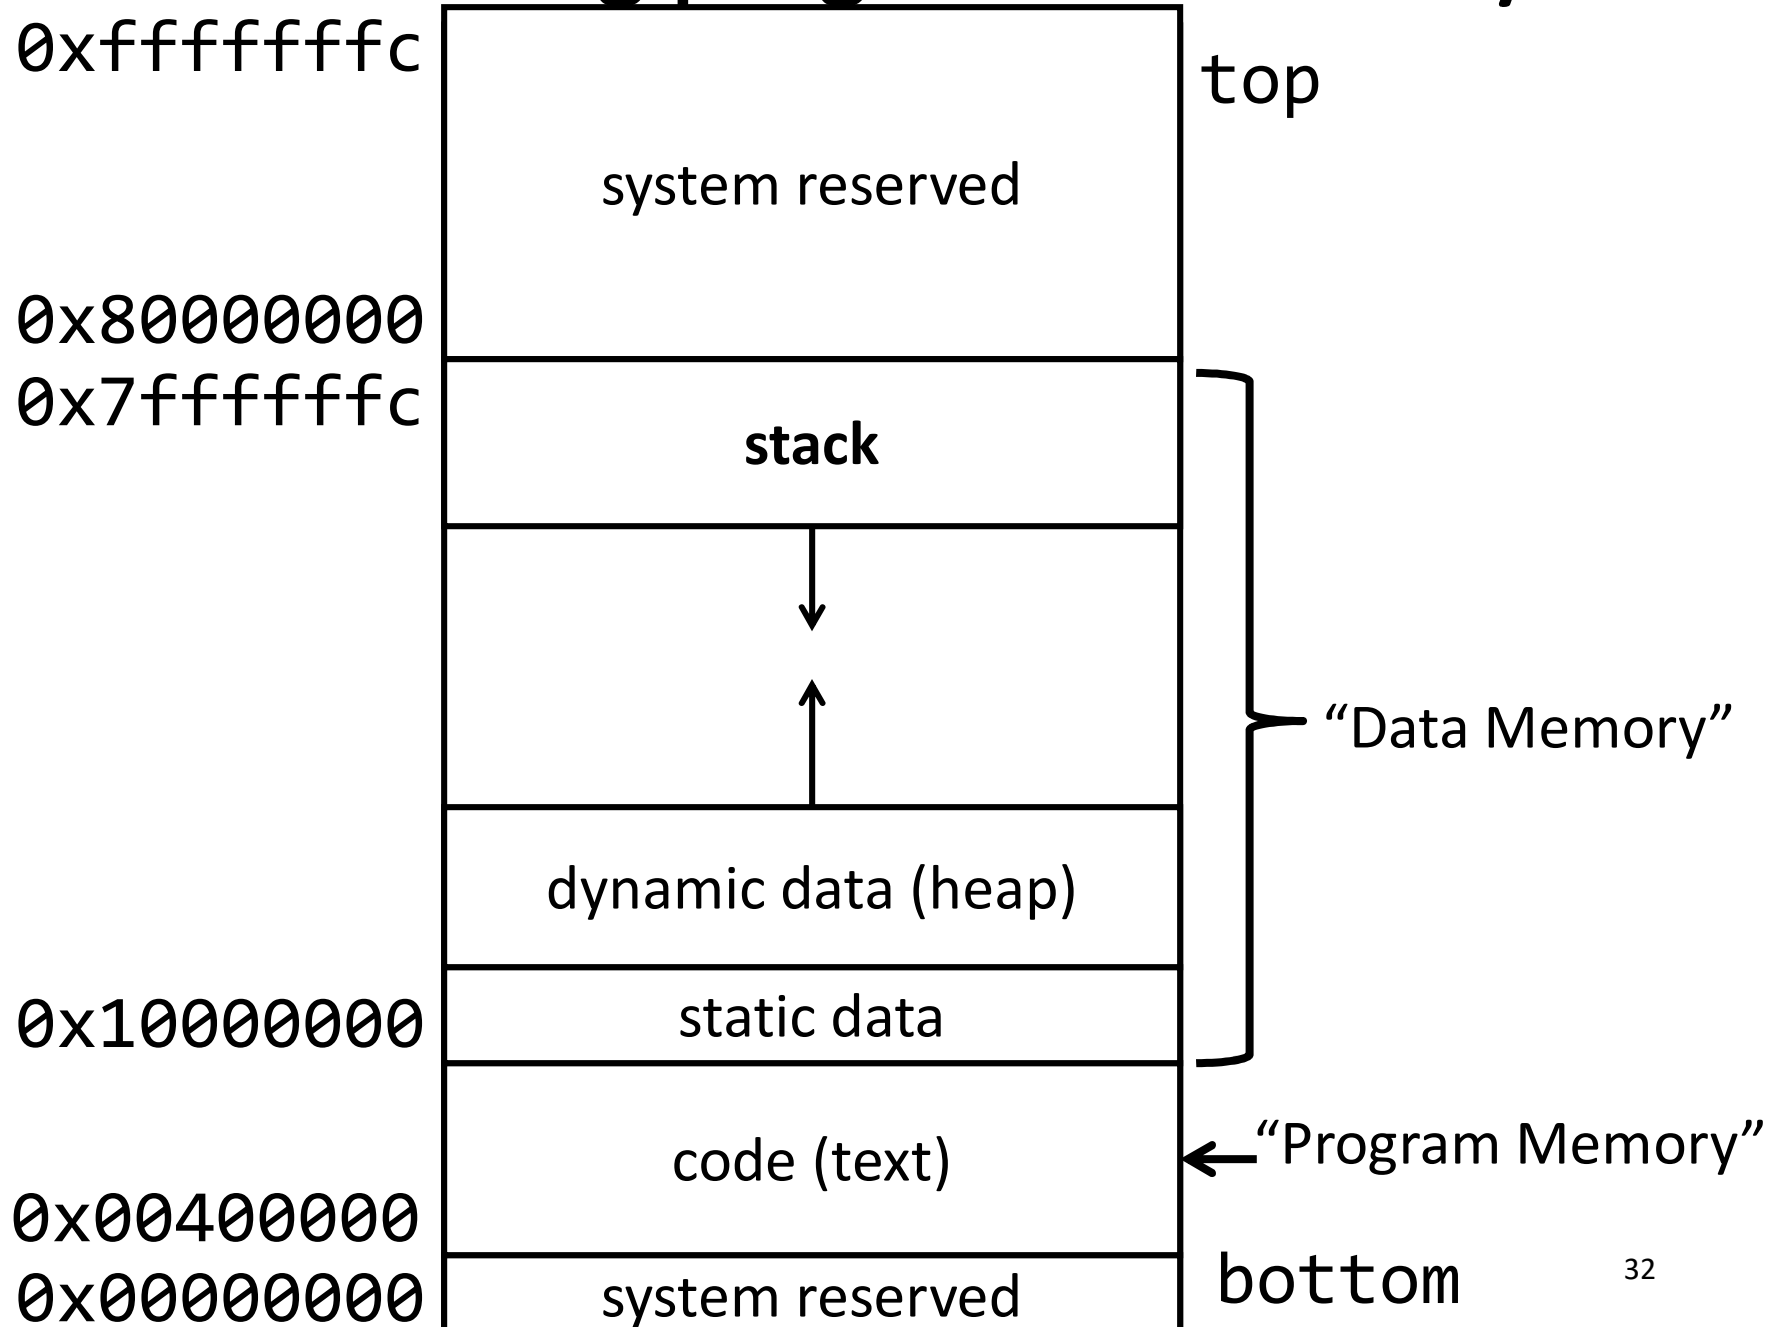 0xfffffffc
top
system reserved
0x80000000
0x7ffffffc
stack
“Data Memory”
dynamic data (heap)
0x10000000
static data
code (text)
“Program Memory”
0x00400000
0x00000000
system reserved
bottom
32